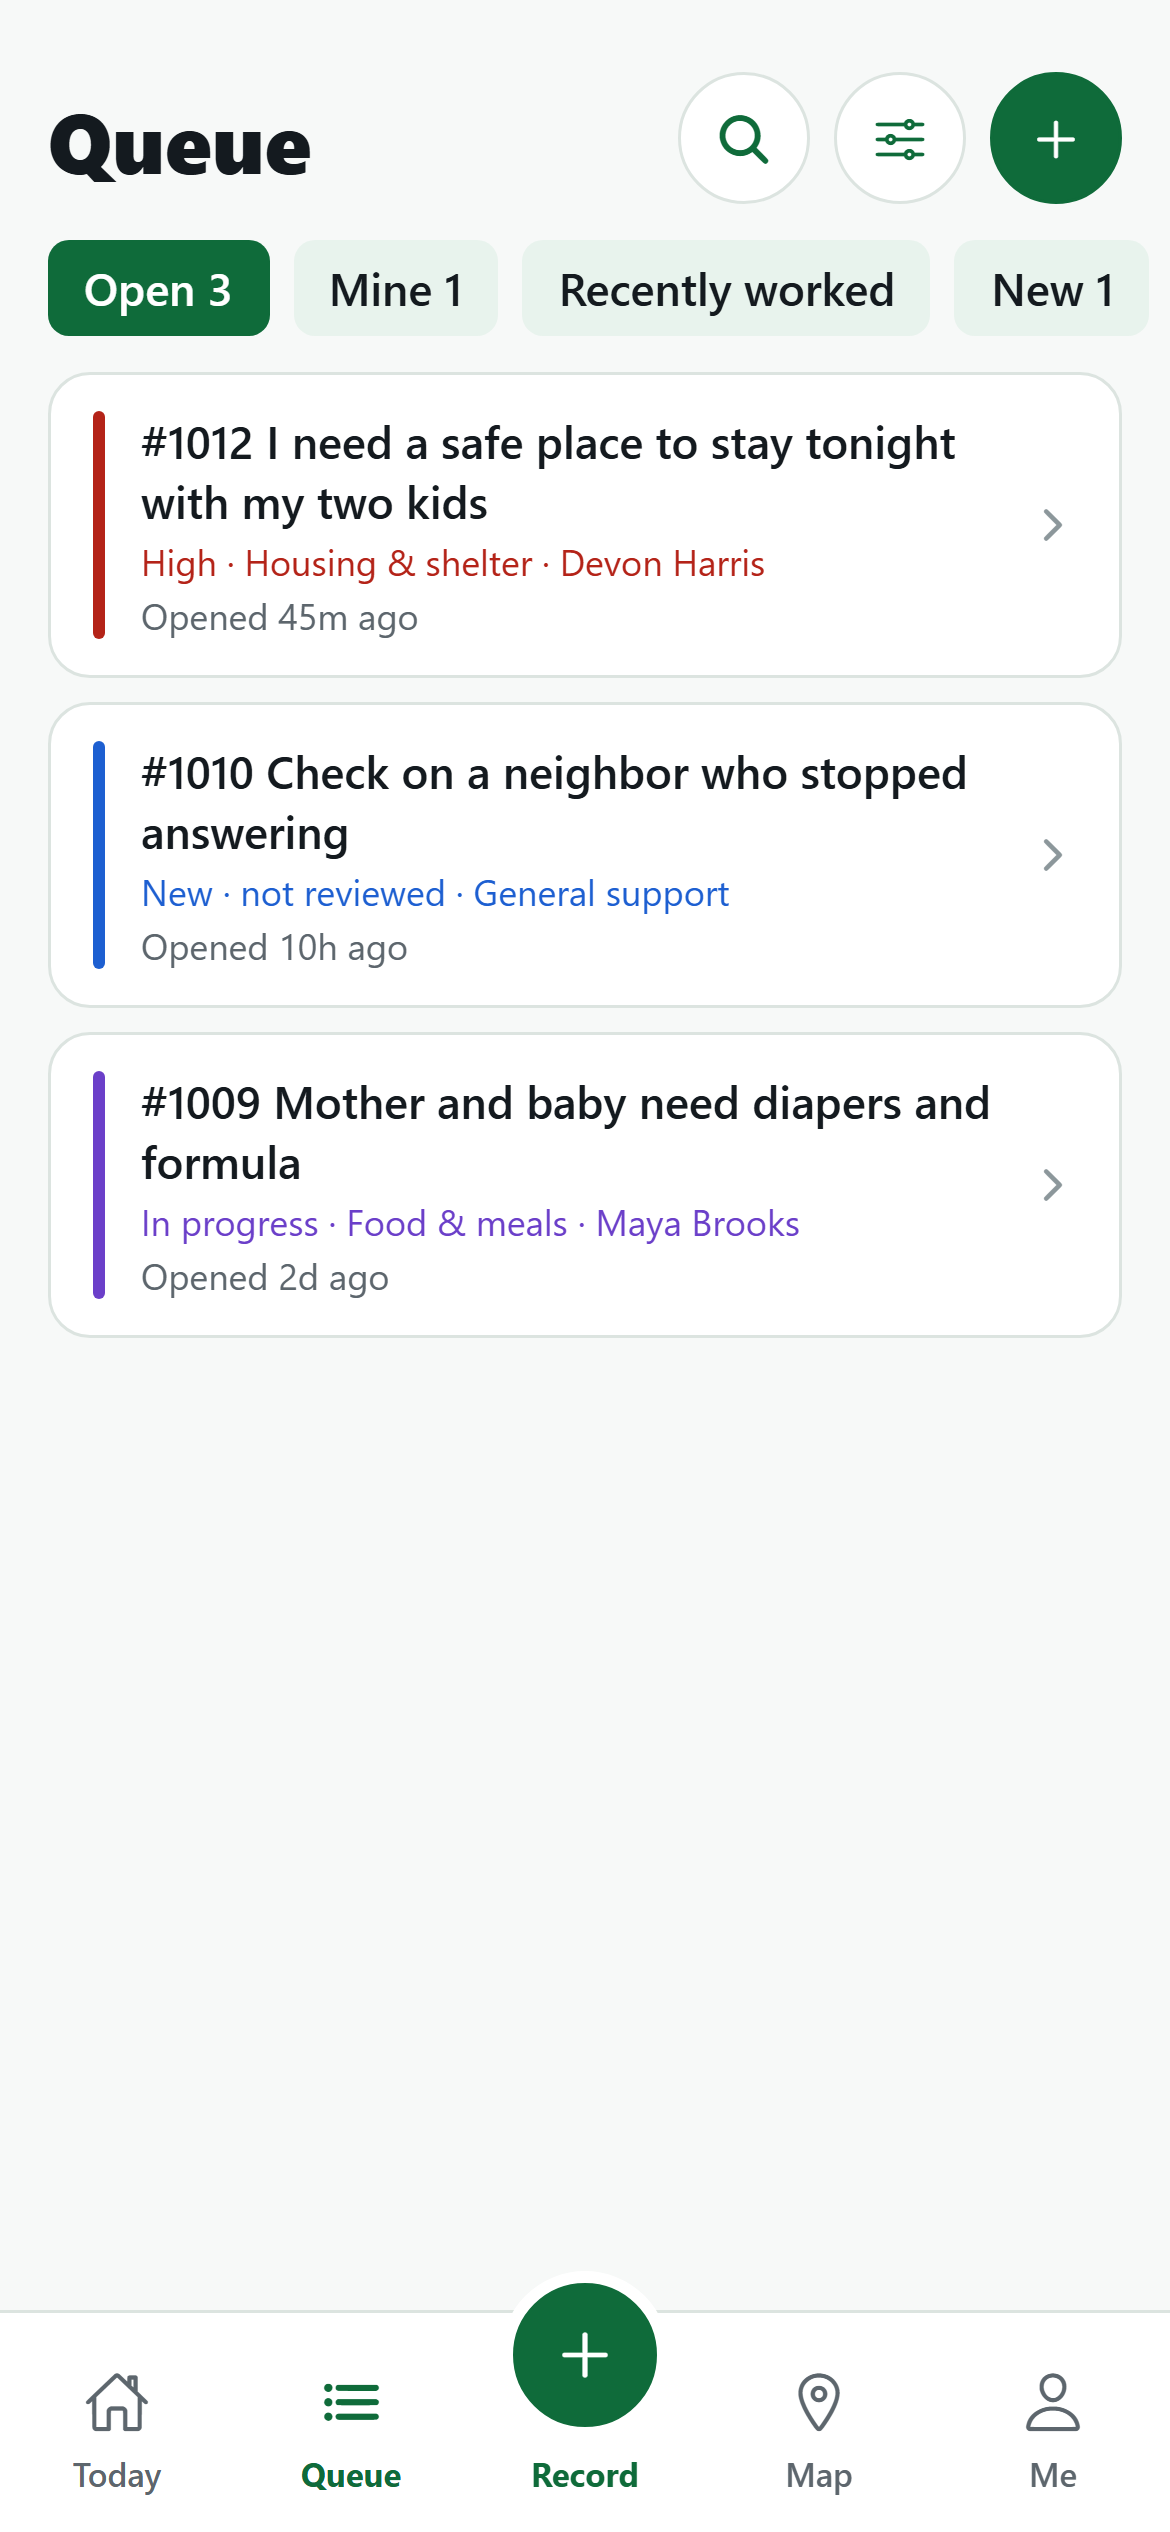 Queue
Open 3
Mine 1
Recently worked
New 1
#1012 I need a safe place to stay tonight
with my two kids
High · Housing & shelter · Devon Harris
Opened 45m ago
#1010 Check on a neighbor who stopped
answering
New · not reviewed · General support
Opened 10h ago
#1009 Mother and baby need diapers and
formula
In progress · Food & meals · Maya Brooks
Opened 2d ago
Today
Queue
Record
Map
Me